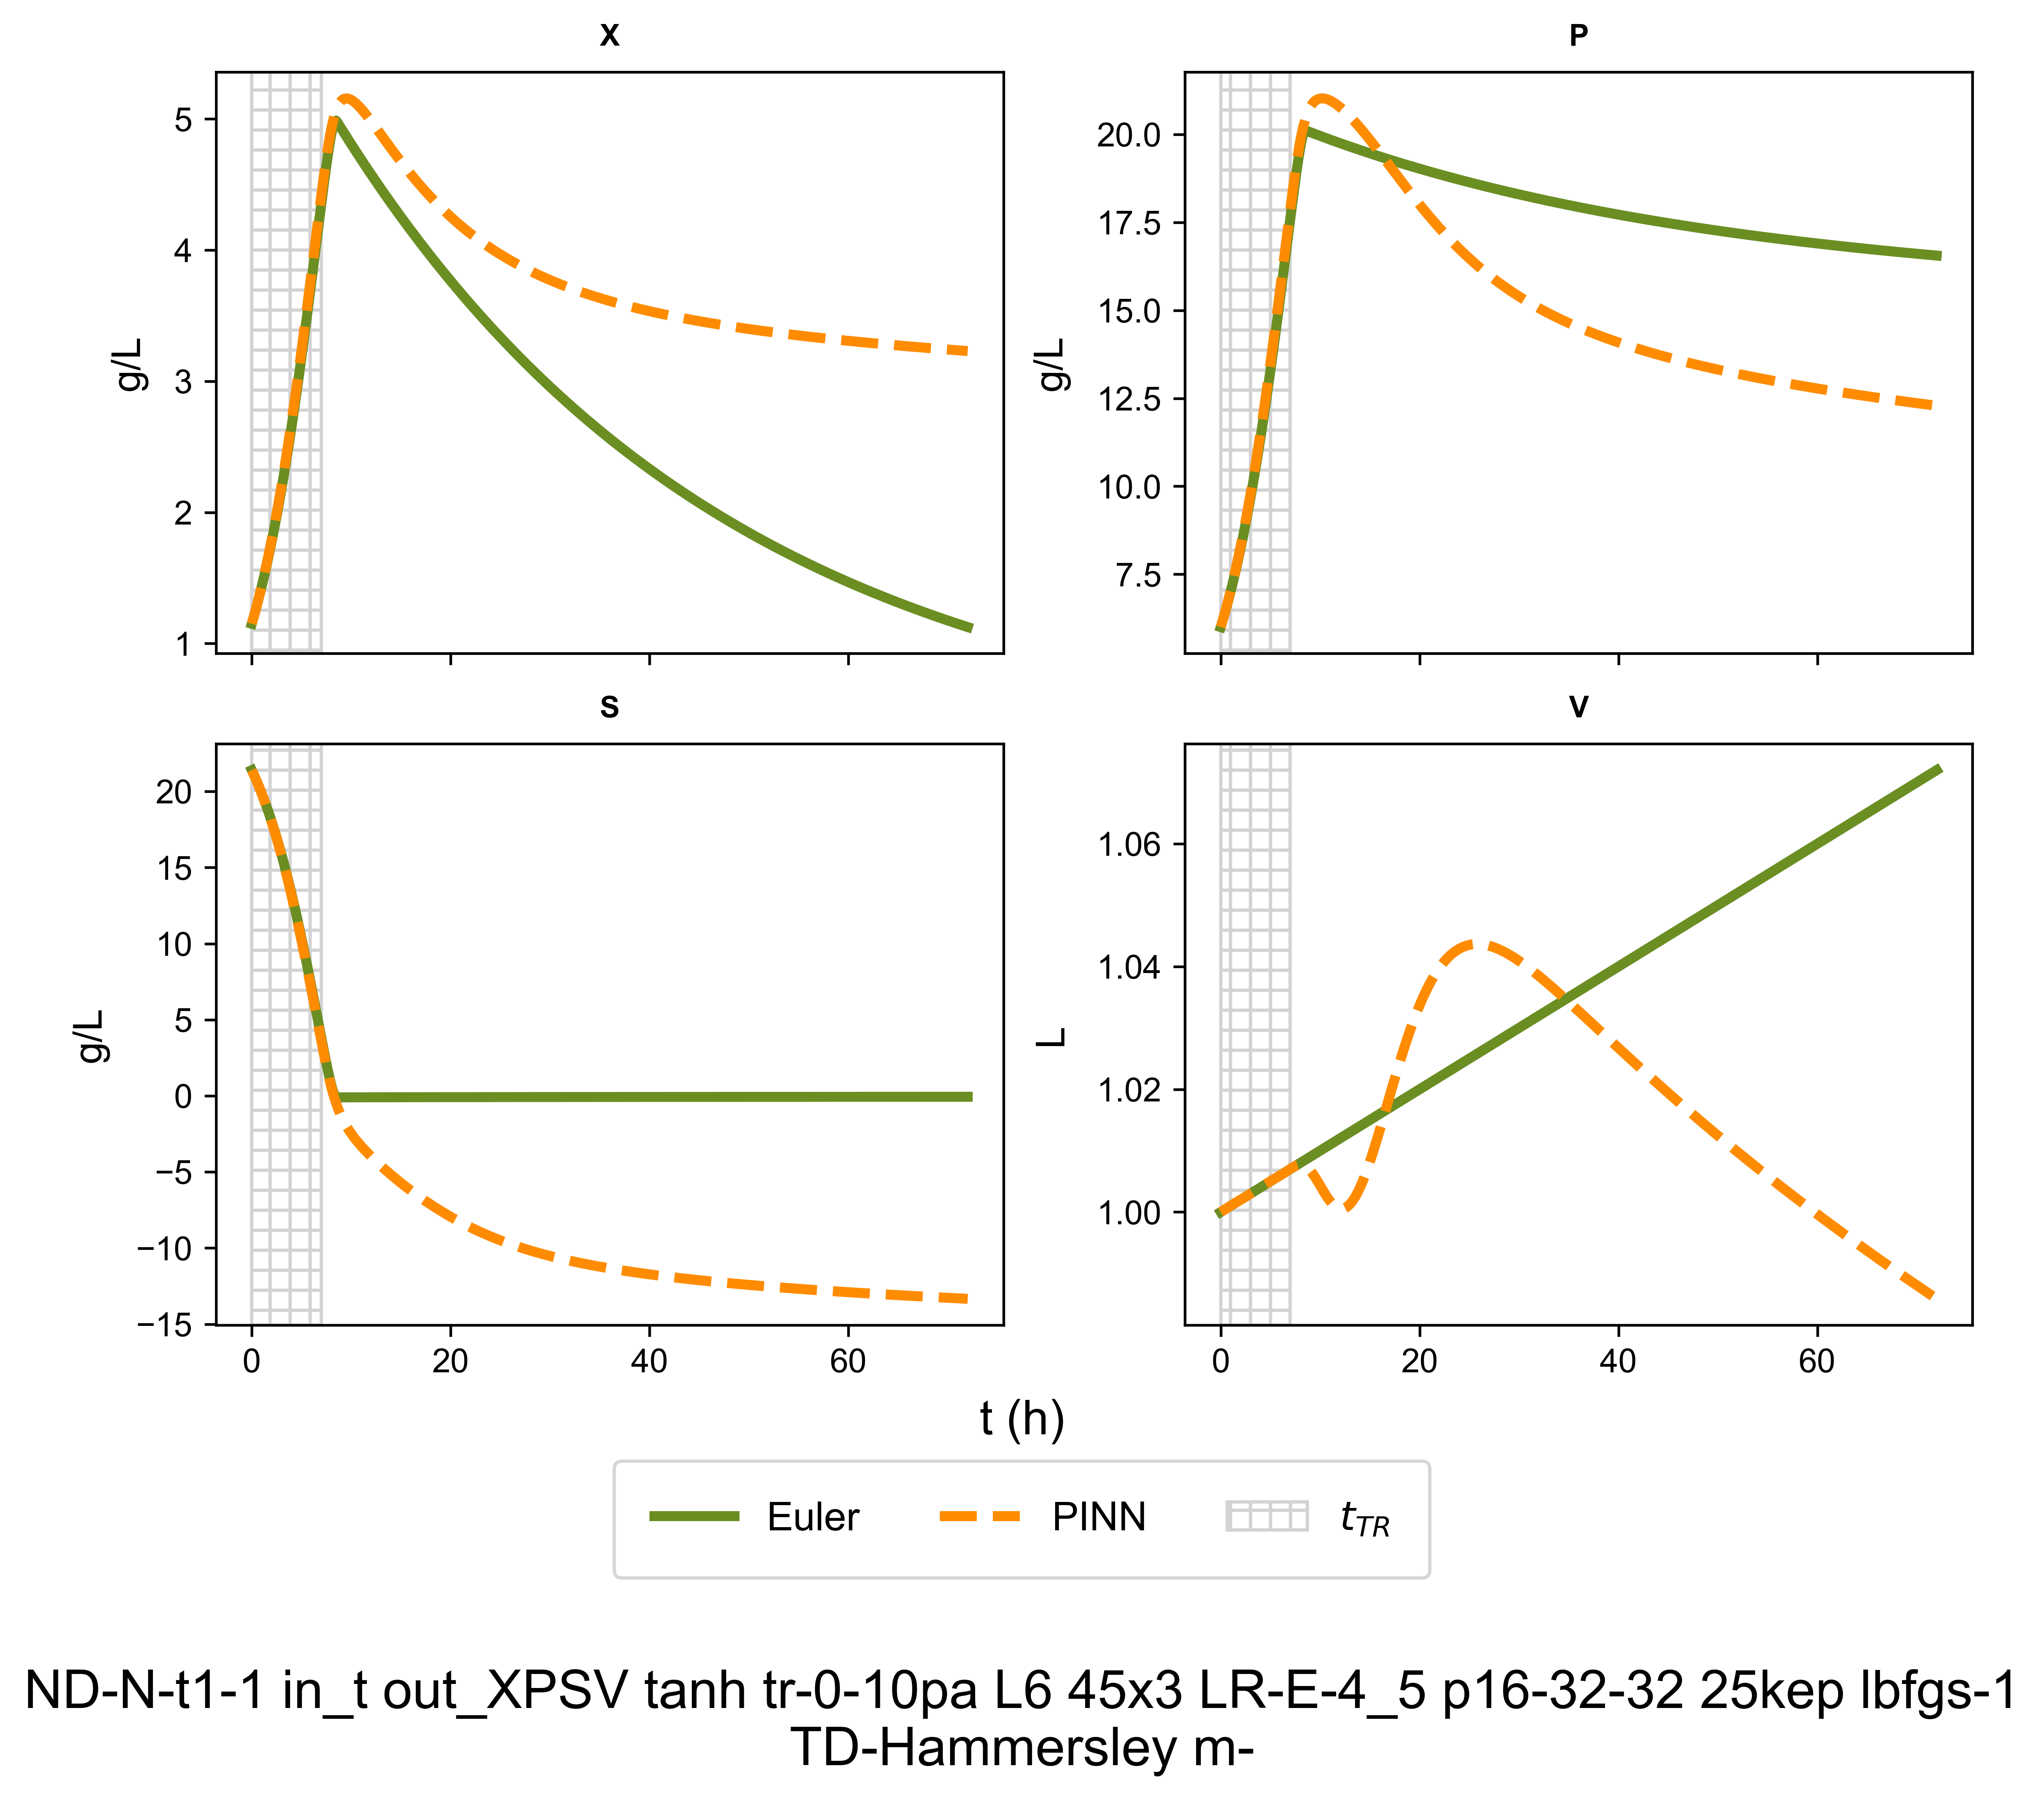 X
P
5
4
3
2
1
g/L
20.0
17.5
15.0
12.5
10.0
7.5
g/L
S
V
20
15
10
5
0
−5
−10
−15
g/L
1.06
1.04
1.02
1.00
L
0 20 40 60
0 20 40 60
t (h)
Euler PINN t_TR
ND-N-t1-1 in_t out_XPSV tanh tr-0-10pa L6 45x3 LR-E-4_5 p16-32-32 25kep lbfgs-1
TD-Hammersley m-